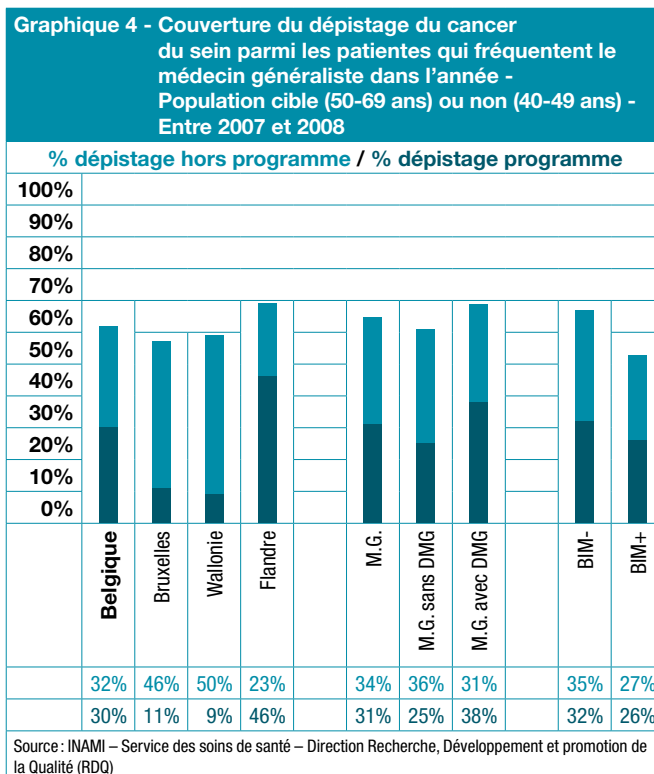 Graphique 4 - Couverture du dépistage du cancer
du sein parmi les patientes qui fréquentent le
médecin généraliste dans l'année -
Population cible (50-69 ans) ou non (40-49 ans) -
Entre 2007 et 2008
% dépistage hors programme / % dépistage programme
100%
90%
80%
70%
60%
50%
40%
30%
20%
10%
0%
Belgique
Bruxelles
Wallonie
Flandre
M.G.
M.G. sans DMG
M.G. avec DMG
BIM-
BIM+
32% 46% 50% 23% 34% 36% 31% 35% 27%
30% 11% 9% 46% 31% 25% 38% 32% 26%
Source : INAMI – Service des soins de santé – Direction Recherche, Développement et promotion de
la Qualité (RDQ)